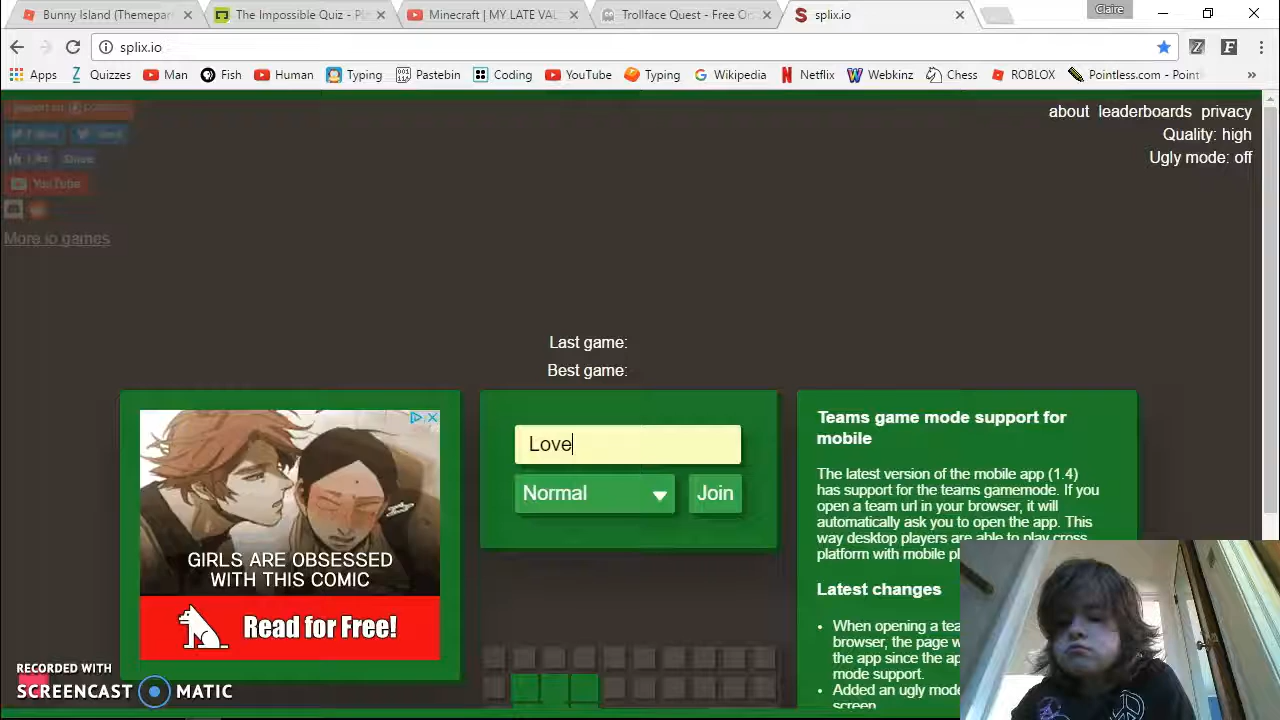 Bunny Island (Themepar
The Impossible Quiz - Pl
Minecraft | MY LATE VAL
Trollface Quest - Free On
splix.io
Claire
splix.io
Apps Quizzes Man Fish Human Typing Pastebin Coding YouTube Typing Wikipedia Netflix Webkinz Chess ROBLOX Pointless.com - Point
about leaderboards privacy
Quality: high
Ugly mode: off
Like Share
YouTube
More io games
Last game:
Best game:
Love
Normal Join
GIRLS ARE OBSESSED
WITH THIS COMIC
Read for Free!
Teams game mode support for
mobile
The latest version of the mobile app (1.4)
has support for the teams gamemode. If you
open a team url in your browser, it will
automatically ask you to open the app. This
way desktop players are able to play cross
platform with mobile pl
Latest changes
• When opening a tea
browser, the page w
the app since the ap
mode support.
• Added an ugly mode
screen
RECORDED WITH
SCREENCAST MATIC